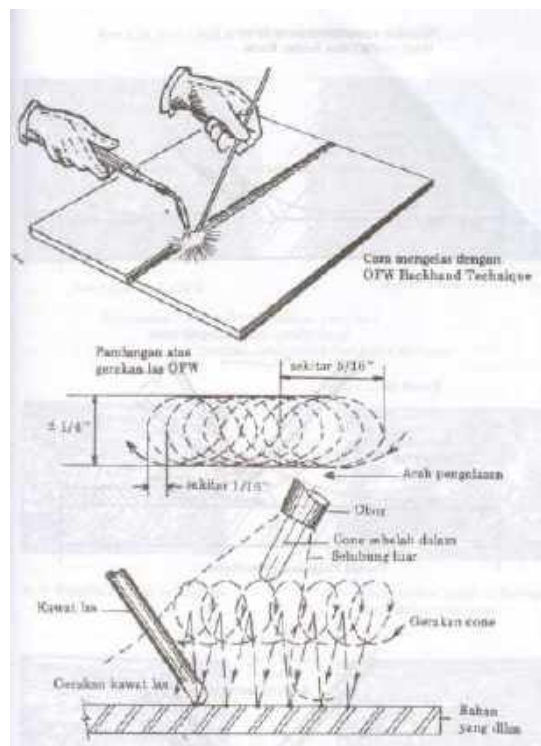 Cara mengelas dengan
OFW Backhand Technique
Pandangan atas
gerakan las OFW
sekitar 5/16"
± 1/4"
Arah pengelasan
sekitar 1/16"
Obor
Cone sebelah dalam
Selubung luar
Kawat las
Gerakan cone
Gerakan kawat las
Bahan
yang dilas